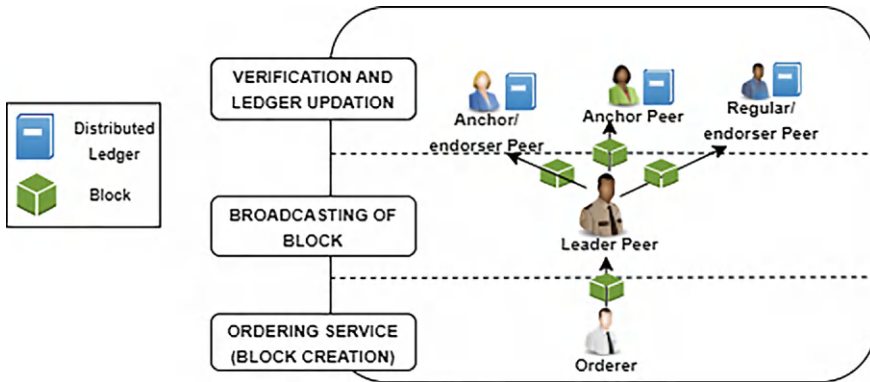 Distributed
Ledger
Block
VERIFICATION AND
LEDGER UPDATION
BROADCASTING OF
BLOCK
ORDERING SERVICE
(BLOCK CREATION)
Anchor/
endorser Peer
Anchor Peer
Regular/
endorser Peer
Leader Peer
Orderer